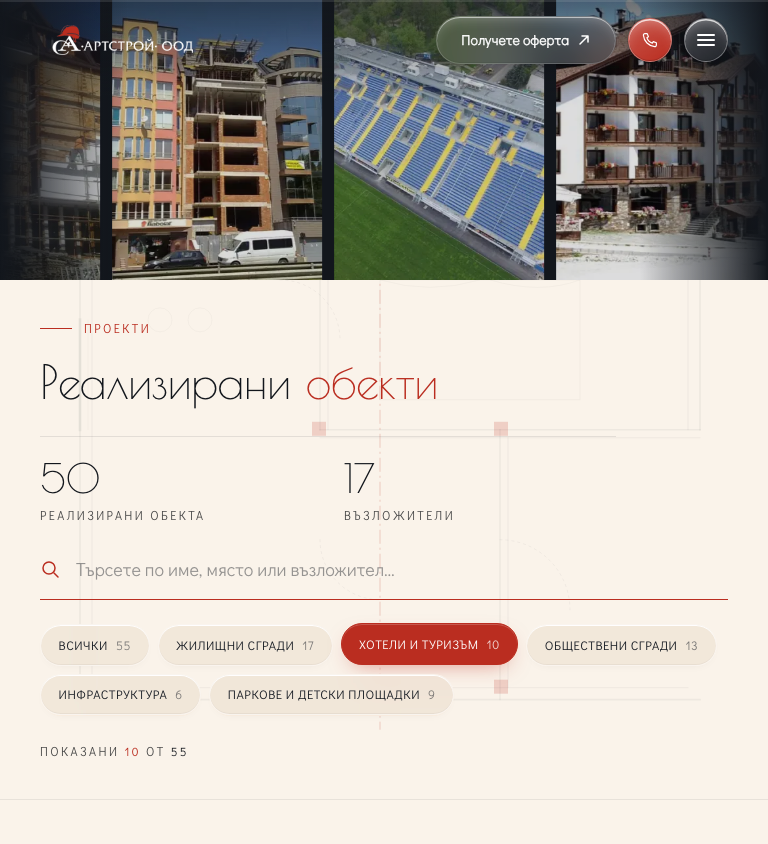 АРТСТРОЙ· ООД
Получете оферта
ПРОЕКТИ
Реализирани обекти
50
17
РЕАЛИЗИРАНИ ОБЕКТА
ВЪЗЛОЖИТЕЛИ
Търсете по име, място или възложител...
ВСИЧКИ 55
ЖИЛИЩНИ СГРАДИ 17
ХОТЕЛИ И ТУРИЗЪМ 10
ОБЩЕСТВЕНИ СГРАДИ 13
ИНФРАСТРУКТУРА 6
ПАРКОВЕ И ДЕТСКИ ПЛОЩАДКИ 9
ПОКАЗАНИ 10 ОТ 55